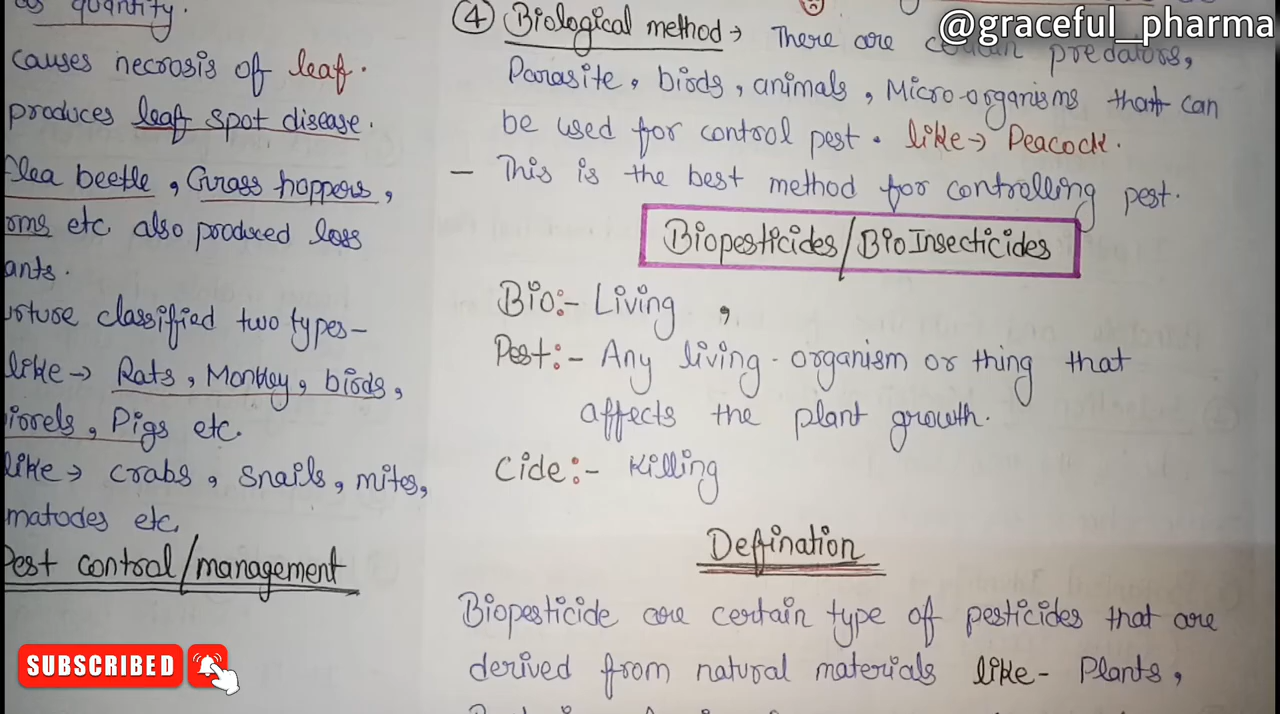 quantity.
causes necrosis of leaf.
produces leaf spot disease.
flea beetle, Grass hoppers,
orms etc also produced loss
ants.
classified two types-
like → Rats, Monkey, birds,
irrels, Pigs etc.
like → crabs, snails, mites,
matodes etc.
Pest control/management
SUBSCRIBED
@graceful_pharma
④ Biological method → There are certain predators,
Parasite, birds, animals, Micro-organisms that can
be used for control pest. like → Peacock.
- This is the best method for controlling pest.
Biopesticides/BioInsecticides
Bio:- Living ,
Pest:- Any living-organism or thing that
affects the plant growth.
Cide:- Killing
Deffination
Biopesticide are certain type of pesticides that are
derived from natural materials like- Plants,